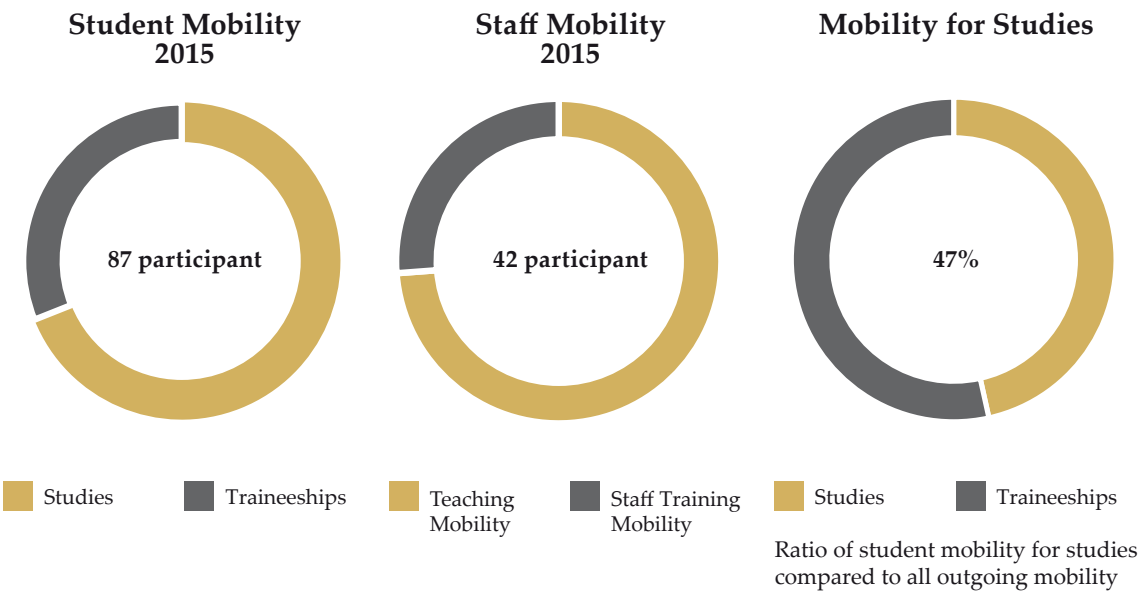 Student Mobility
2015
87 participant
Studies
Traineeships
Staff Mobility
2015
42 participant
Teaching
Mobility
Staff Training
Mobility
Mobility for Studies
47%
Studies
Traineeships
Ratio of student mobility for studies
compared to all outgoing mobility